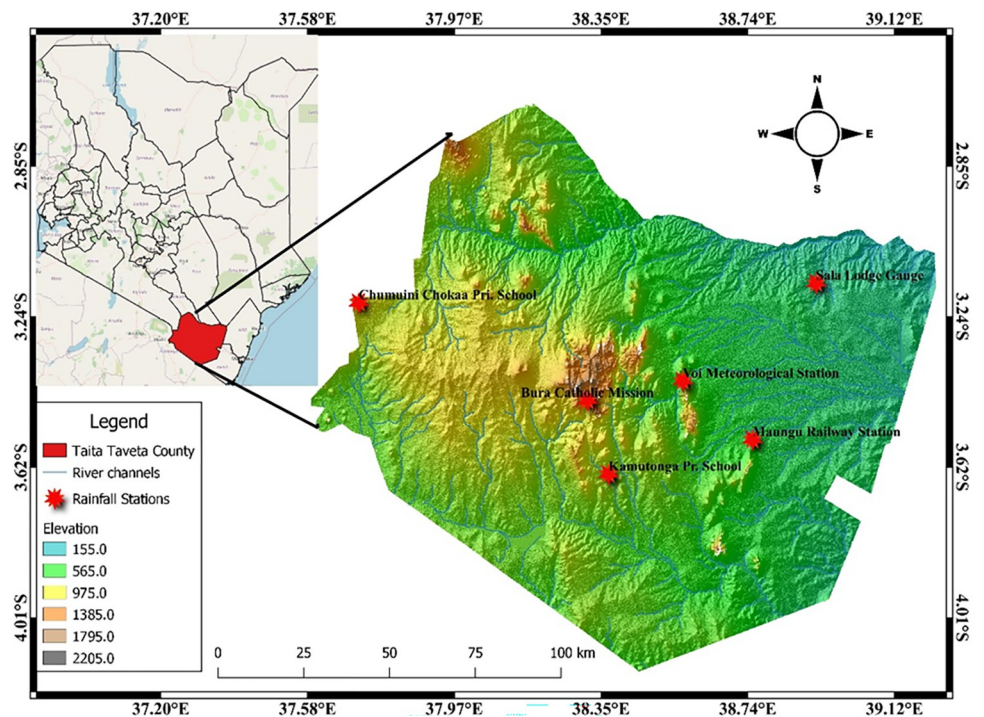 37.20°E 37.58°E 37.97°E 38.35°E 38.74°E 39.12°E
2.85°S
3.24°S
3.62°S
4.01°S
N
W E
S
2.85°S
3.24°S
3.62°S
4.01°S
Sala Lodge Gauge
Chumuini Chokaa Pri. School
Voi Meteorological Station
Bura Catholic Mission
Maungu Railway Station
Kamutonga Pr. School
Legend
Taita Taveta County
River channels
Rainfall Stations
Elevation
155.0
565.0
975.0
1385.0
1795.0
2205.0
0 25 50 75 100 km
37.20°E 37.58°E 37.97°E 38.35°E 38.74°E 39.12°E